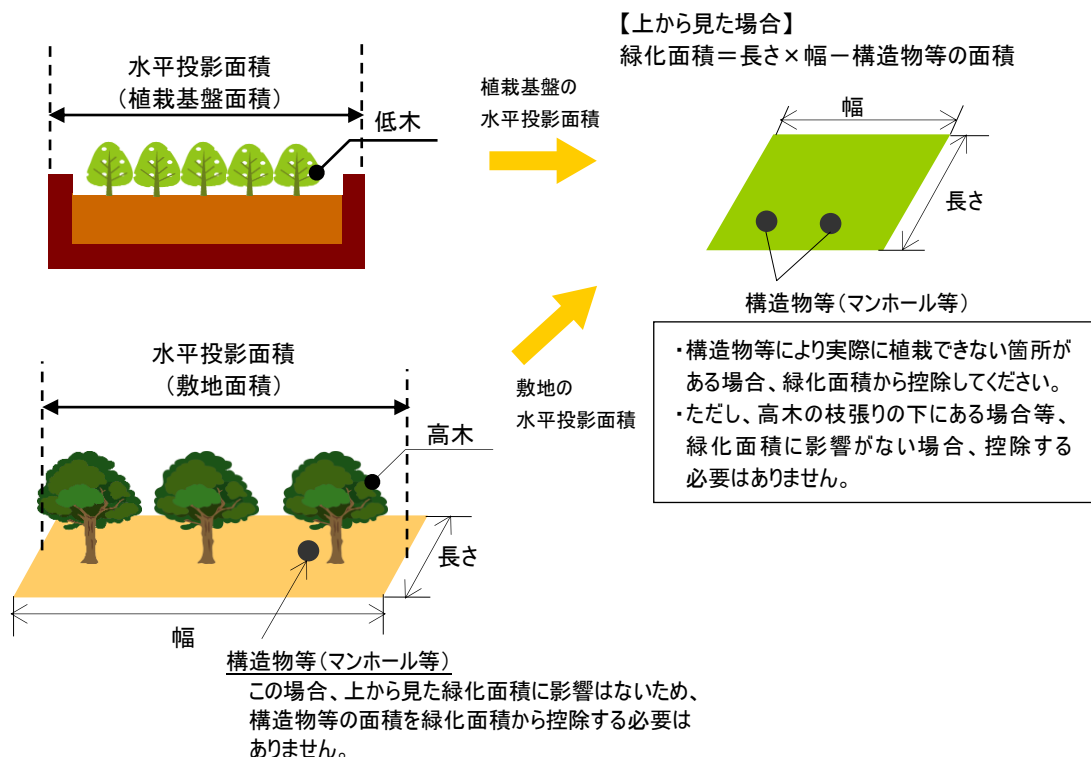 【上から見た場合】
緑化面積＝長さ×幅－構造物等の面積
水平投影面積
（植栽基盤面積）
低木
植栽基盤の
水平投影面積
幅
長さ
構造物等（マンホール等）
・構造物等により実際に植栽できない箇所が
ある場合、緑化面積から控除してください。
・ただし、高木の枝張りの下にある場合等、
緑化面積に影響がない場合、控除する
必要はありません。
水平投影面積
（敷地面積）
高木
敷地の
水平投影面積
長さ
幅
構造物等（マンホール等）
この場合、上から見た緑化面積に影響はないため、
構造物等の面積を緑化面積から控除する必要は
ありません。